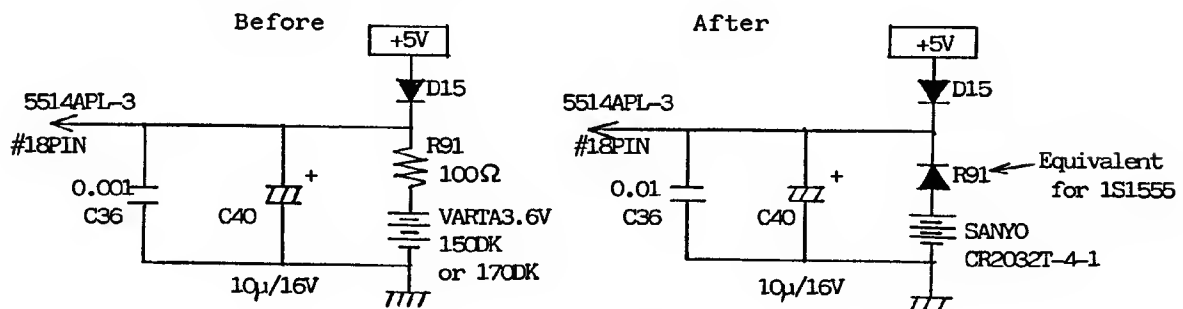 Before
+5V
D15
5514APL-3
#18PIN
R91
100Ω
0.001
C36
+
C40
VARTA3.6V
150DK
or 170DK
10μ/16V
After
+5V
D15
5514APL-3
#18PIN
R91
Equivalent
for 1S1555
0.01
C36
+
C40
SANYO
CR2032T-4-1
10μ/16V